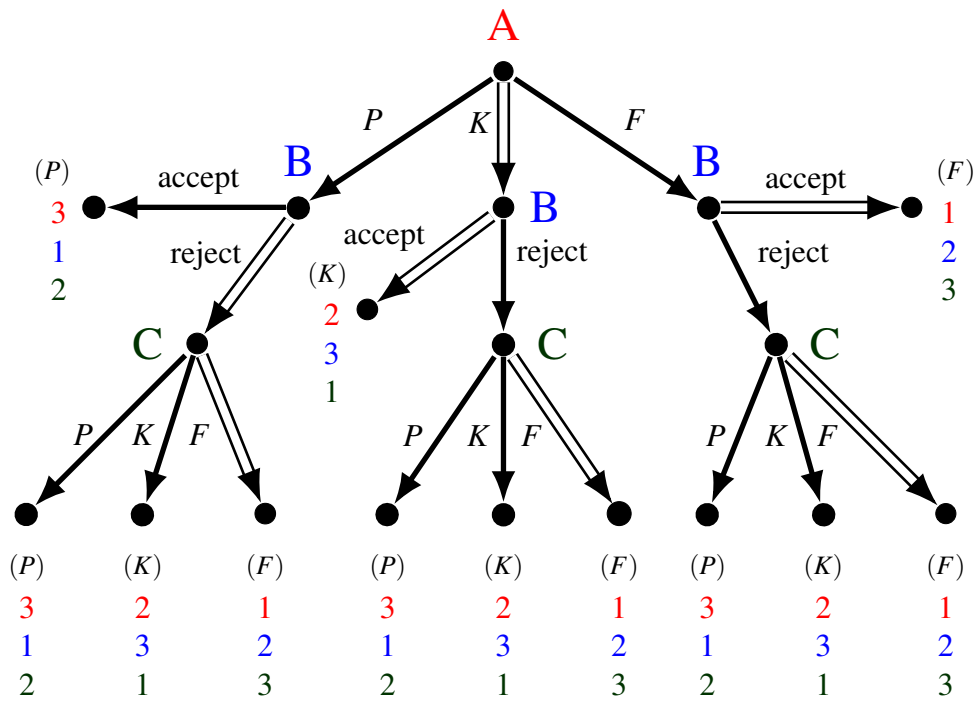 A
P
K
F
(P)
3
1
2
accept
B
reject
B
accept
reject
(K)
2
3
1
B
accept
reject
(F)
1
2
3
C
C
C
P K F
P K F
P K F
(P) (K) (F) (P) (K) (F) (P) (K) (F)
3 2 1 3 2 1 3 2 1
1 3 2 1 3 2 1 3 2
2 1 3 2 1 3 2 1 3